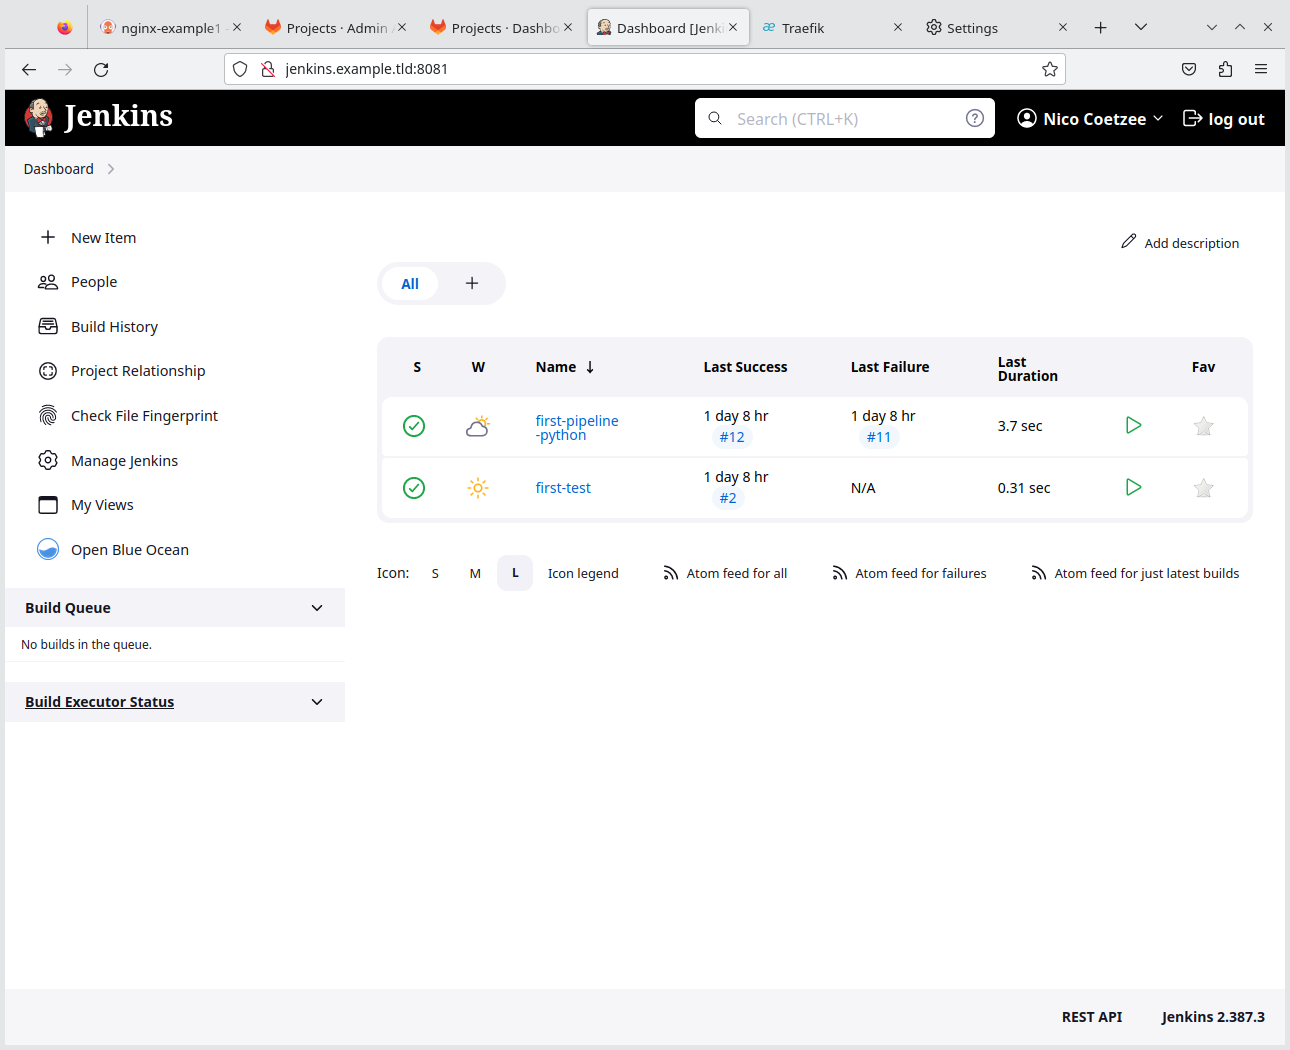 nginx-example1
Projects · Admin
Projects · Dashbo
Dashboard [Jenki
Traefik
Settings
jenkins.example.tld:8081
Jenkins
Search (CTRL+K)
Nico Coetzee
log out
Dashboard
New Item
People
Build History
Project Relationship
Check File Fingerprint
Manage Jenkins
My Views
Open Blue Ocean
Build Queue
No builds in the queue.
Build Executor Status
Add description
All
S W Name ↓ Last Success Last Failure Last Duration Fav
first-pipeline-python 1 day 8 hr #12 1 day 8 hr #11 3.7 sec
first-test 1 day 8 hr #2 N/A 0.31 sec
Icon: S M L Icon legend Atom feed for all Atom feed for failures Atom feed for just latest builds
REST API Jenkins 2.387.3